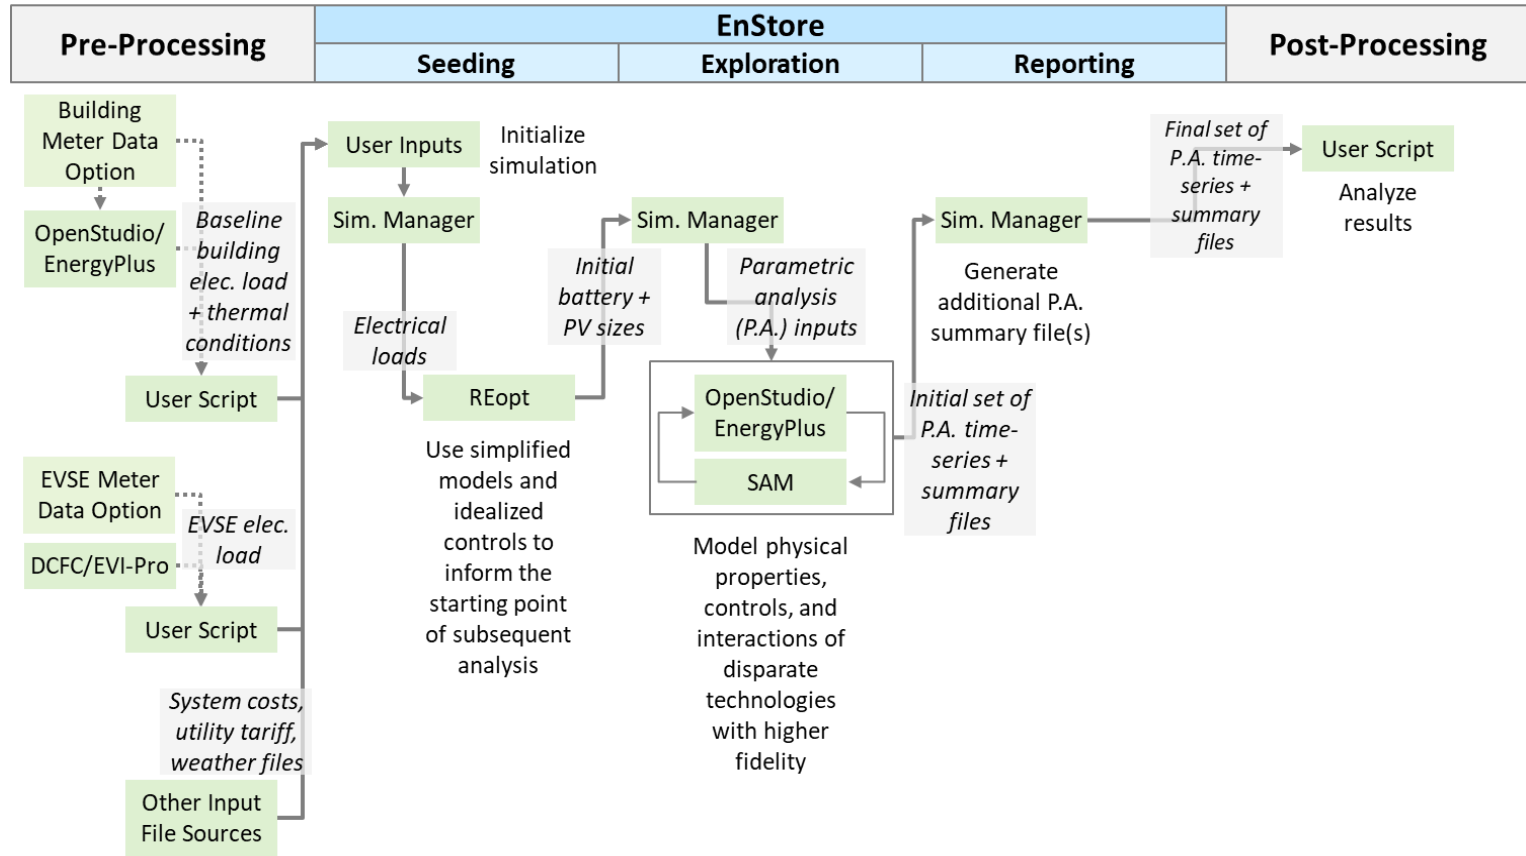 Pre-Processing
EnStore
Seeding
Exploration
Reporting
Post-Processing
Building
Meter Data
Option
OpenStudio/
EnergyPlus
Baseline
building
elec. load
+ thermal
conditions
User Script
EVSE Meter
Data Option
DCFC/EVI-Pro
EVSE elec.
load
User Script
System costs,
utility tariff,
weather files
Other Input
File Sources
User Inputs
Initialize
simulation
Sim. Manager
Electrical
loads
REopt
Use simplified
models and
idealized
controls to
inform the
starting point
of subsequent
analysis
Initial
battery +
PV sizes
Sim. Manager
Parametric
analysis
(P.A.) inputs
OpenStudio/
EnergyPlus
SAM
Model physical
properties,
controls, and
interactions of
disparate
technologies
with higher
fidelity
Initial set of
P.A. time-
series +
summary
files
Sim. Manager
Generate
additional P.A.
summary file(s)
Final set of
P.A. time-
series +
summary
files
User Script
Analyze
results